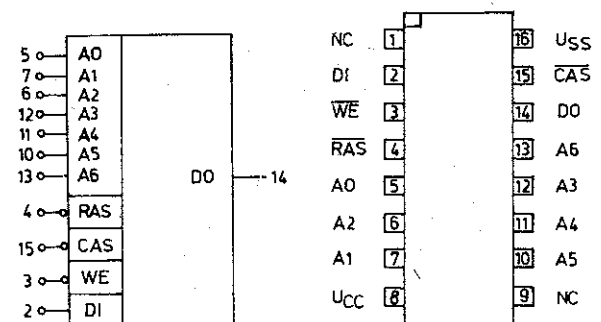 5 A0
7 A1
6 A2
12 A3
11 A4
10 A5
13 A6
DO 14
4 RAS
15 CAS
3 WE
2 DI
NC 1 16 USS
DI 2 15 CAS
WE 3 14 DO
RAS 4 13 A6
A0 5 12 A3
A2 6 11 A4
A1 7 10 A5
UCC 8 9 NC